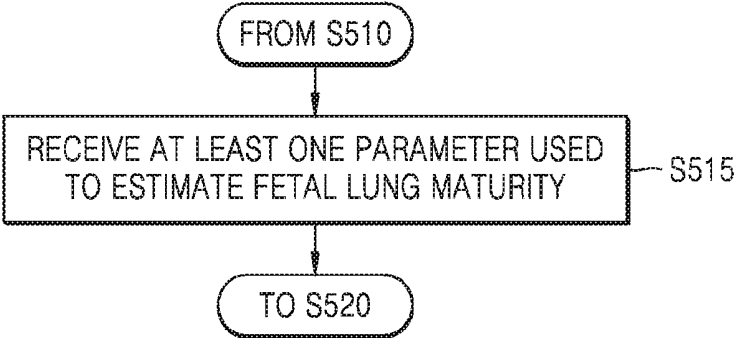 FROM S510
RECEIVE AT LEAST ONE PARAMETER USED
TO ESTIMATE FETAL LUNG MATURITY
S515
TO S520